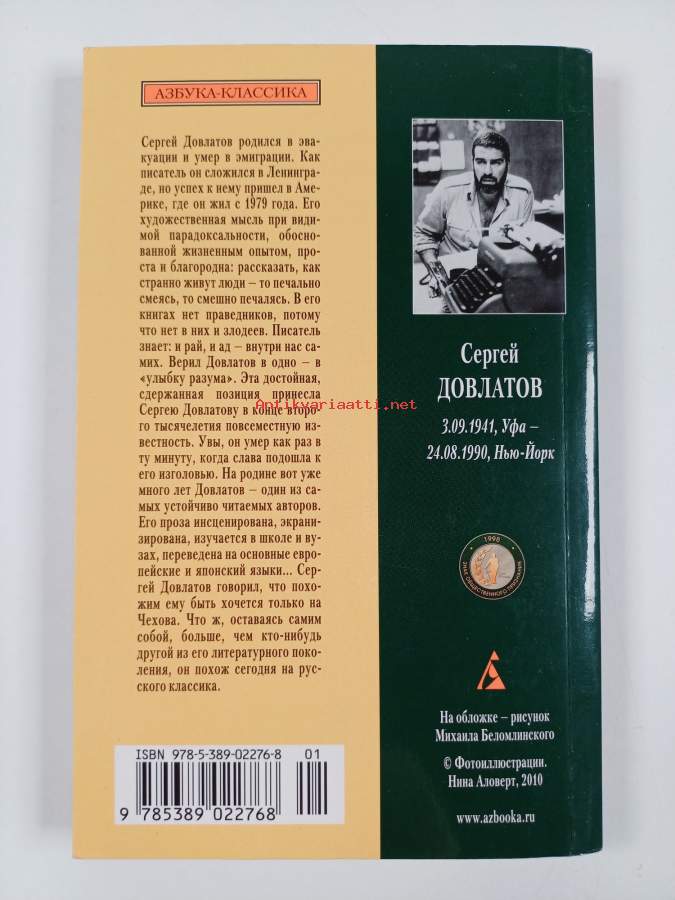 АЗБУКА-КЛАССИКА
Сергей Довлатов родился в эва-
куации и умер в эмиграции. Как
писатель он сложился в Ленингра-
де, но успех к нему пришел в Аме-
рике, где он жил с 1979 года. Его
художественная мысль при види-
мой парадоксальности, обосно-
ванной жизненным опытом, про-
ста и благородна: рассказать, как
странно живут люди – то печально
смеясь, то смешно печалясь. В его
книгах нет праведников, потому
что нет в них и злодеев. Писатель
знает: и рай, и ад – внутри нас са-
мих. Верил Довлатов в одно – в
«улыбку разума». Эта достойная,
сдержанная позиция принесла
Сергею Довлатову в конце второ-
го тысячелетия повсеместную из-
вестность. Увы, он умер как раз в
ту минуту, когда слава подошла к
его изголовью. На родине вот уже
много лет Довлатов – один из са-
мых устойчиво читаемых авторов.
Его проза инсценирована, экрани-
зирована, изучается в школе и ву-
зах, переведена на основные евро-
пейские и японский языки... Сер-
гей Довлатов говорил, что похо-
жим ему быть хочется только на
Чехова. Что ж, оставаясь самим
собой, больше, чем кто-нибудь
другой из его литературного поко-
ления, он похож сегодня на рус-
ского классика.
ISBN 978-5-389-02276-8 01
9 785389 022768
Сергей
ДОВЛАТОВ
3.09.1941, Уфа –
24.08.1990, Нью-Йорк
1998
ЗНАК ОБЩЕСТВЕННОГО ПРИЗНАНИЯ
На обложке – рисунок
Михаила Беломлинского
© Фотоиллюстрации.
Нина Аловерт, 2010
www.azbooka.ru
Antikvariaatti.net